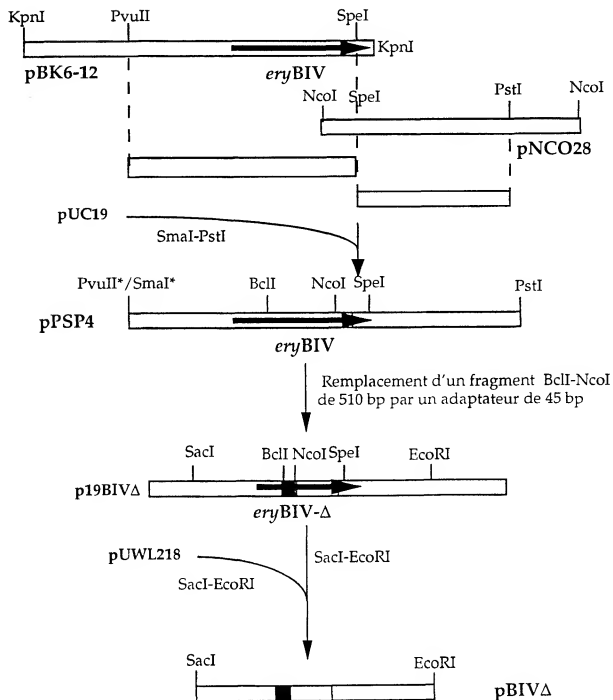 KpnI PvuII SpeI
KpnI
pBK6-12 eryBIV
NcoI SpeI PstI NcoI
pNCO28
pUC19
SmaI-PstI
PvuII*/SmaI* BclI NcoI SpeI PstI
pPSP4
eryBIV
Remplacement d'un fragment BclI-NcoI
de 510 bp par un adaptateur de 45 bp
SacI BclI NcoI SpeI EcoRI
p19BIVΔ
eryBIV-Δ
pUWL218 SacI-EcoRI
SacI-EcoRI
SacI EcoRI
pBIVΔ